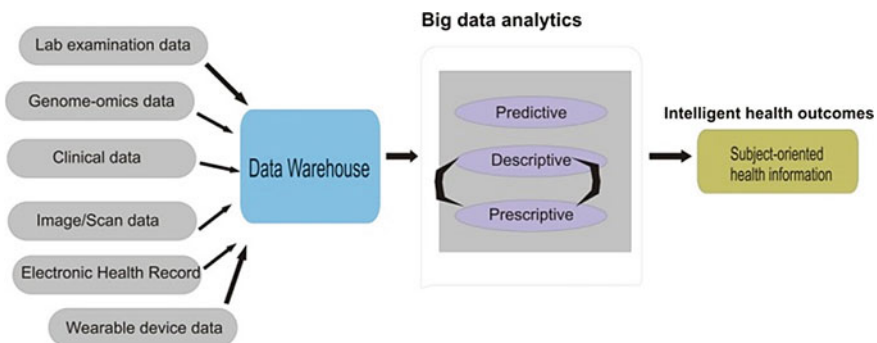 Big data analytics
Lab examination data
Genome-omics data
Clinical data
Image/Scan data
Electronic Health Record
Wearable device data
Data Warehouse
Predictive
Descriptive
Prescriptive
Intelligent health outcomes
Subject-oriented
health information